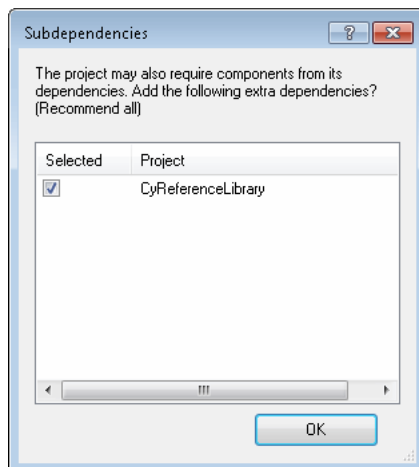 Subdependencies
The project may also require components from its
dependencies. Add the following extra dependencies?
(Recommend all)
Selected Project
CyReferenceLibrary
OK